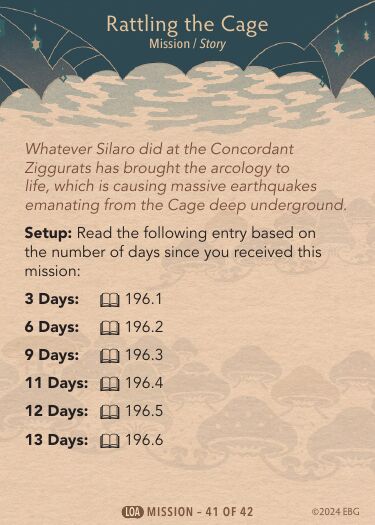 Rattling the Cage
Mission / Story
Whatever Silaro did at the Concordant
Ziggurats has brought the arcology to
life, which is causing massive earthquakes
emanating from the Cage deep underground.
Setup: Read the following entry based on
the number of days since you received this
mission:
3 Days: 196.1
6 Days: 196.2
9 Days: 196.3
11 Days: 196.4
12 Days: 196.5
13 Days: 196.6
LOA MISSION – 41 OF 42 ©2024 EBG